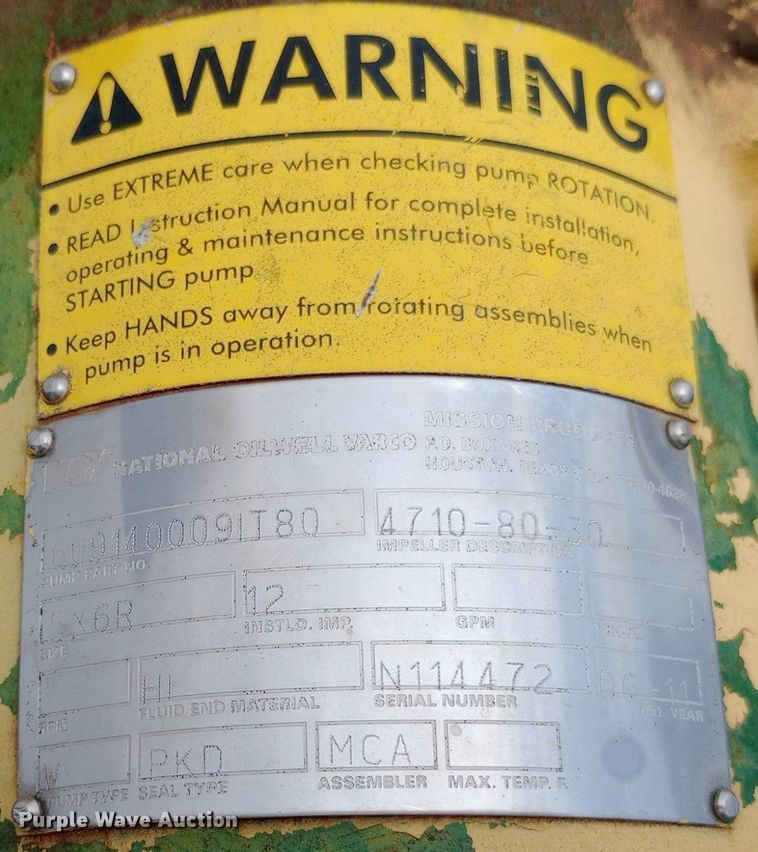 WARNING
• Use EXTREME care when checking pump ROTATION.
• READ Instruction Manual for complete installation,
operating & maintenance instructions before
STARTING pump
• Keep HANDS away from rotating assemblies when
pump is in operation.
NATIONAL OILWELL VARCO
MISSION PRODUCTS
P.O. BOX
HOUSTON, TEXAS
4710-80-30
PUMP PART NO.
IMPELLER DESCRIPTION
12
SIZE
INSTLD. IMP.
GPM
HI
N114472
06-11
RPM
FLUID END MATERIAL
SERIAL NUMBER
MO.-YEAR
W
PKD
MCA
PUMP TYPE
SEAL TYPE
ASSEMBLER
MAX. TEMP. F.
Purple Wave Auction